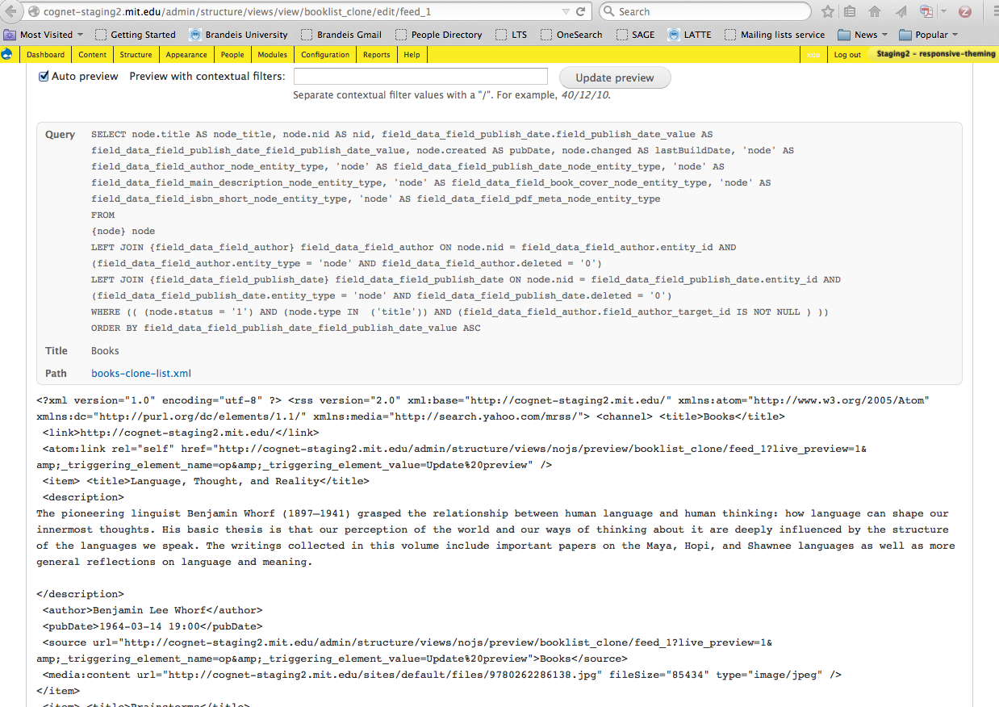 cognet-staging2.mit.edu/admin/structure/views/view/booklist_clone/edit/feed_1 Search
Most Visited Getting Started Brandeis University Brandeis Gmail People Directory LTS OneSearch SAGE LATTE Mailing lists service News Popular
Dashboard Content Structure Appearance People Modules Configuration Reports Help xqu Log out Staging2 - responsive-theming
Auto preview Preview with contextual filters: Update preview
Separate contextual filter values with a "/". For example, 40/12/10.
Query SELECT node.title AS node_title, node.nid AS nid, field_data_field_publish_date.field_publish_date_value AS
field_data_field_publish_date_field_publish_date_value, node.created AS pubDate, node.changed AS lastBuildDate, 'node' AS
field_data_field_author_node_entity_type, 'node' AS field_data_field_publish_date_node_entity_type, 'node' AS
field_data_field_main_description_node_entity_type, 'node' AS field_data_field_book_cover_node_entity_type, 'node' AS
field_data_field_isbn_short_node_entity_type, 'node' AS field_data_field_pdf_meta_node_entity_type
FROM
{node} node
LEFT JOIN {field_data_field_author} field_data_field_author ON node.nid = field_data_field_author.entity_id AND
(field_data_field_author.entity_type = 'node' AND field_data_field_author.deleted = '0')
LEFT JOIN {field_data_field_publish_date} field_data_field_publish_date ON node.nid = field_data_field_publish_date.entity_id AND
(field_data_field_publish_date.entity_type = 'node' AND field_data_field_publish_date.deleted = '0')
WHERE (( (node.status = '1') AND (node.type IN  ('title')) AND (field_data_field_author.field_author_target_id IS NOT NULL ) ))
ORDER BY field_data_field_publish_date_field_publish_date_value ASC
Title Books
Path books-clone-list.xml
<?xml version="1.0" encoding="utf-8" ?> <rss version="2.0" xml:base="http://cognet-staging2.mit.edu/" xmlns:atom="http://www.w3.org/2005/Atom"
xmlns:dc="http://purl.org/dc/elements/1.1/" xmlns:media="http://search.yahoo.com/mrss/"> <channel> <title>Books</title>
<link>http://cognet-staging2.mit.edu/</link>
<atom:link rel="self" href="http://cognet-staging2.mit.edu/admin/structure/views/nojs/preview/booklist_clone/feed_1?live_preview=1&
amp;_triggering_element_name=op&amp;_triggering_element_value=Update%20preview" />
<item> <title>Language, Thought, and Reality</title>
<description>
The pioneering linguist Benjamin Whorf (1897–1941) grasped the relationship between human language and human thinking: how language can shape our
innermost thoughts. His basic thesis is that our perception of the world and our ways of thinking about it are deeply influenced by the structure
of the languages we speak. The writings collected in this volume include important papers on the Maya, Hopi, and Shawnee languages as well as more
general reflections on language and meaning.
</description>
<author>Benjamin Lee Whorf</author>
<pubDate>1964-03-14 19:00</pubDate>
<source url="http://cognet-staging2.mit.edu/admin/structure/views/nojs/preview/booklist_clone/feed_1?live_preview=1&
amp;_triggering_element_name=op&amp;_triggering_element_value=Update%20preview">Books</source>
<media:content url="http://cognet-staging2.mit.edu/sites/default/files/9780262286138.jpg" fileSize="85434" type="image/jpeg" />
</item>
<item> <title>Brainstorms</title>